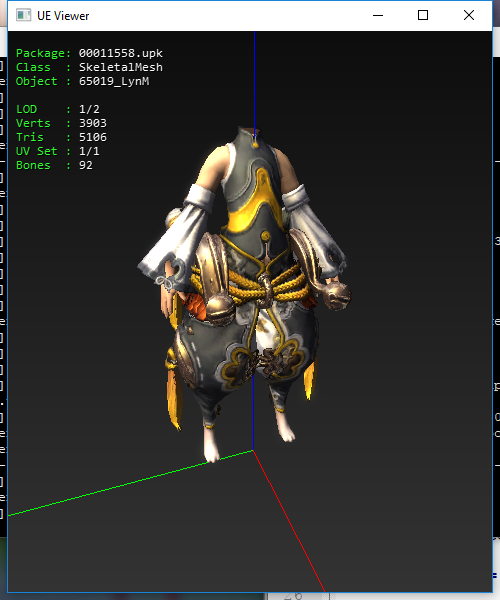 UE Viewer
Package: 00011558.upk
Class : SkeletalMesh
Object : 65019_LynM
LOD : 1/2
Verts : 3903
Tris : 5106
UV Set : 1/1
Bones : 92
26